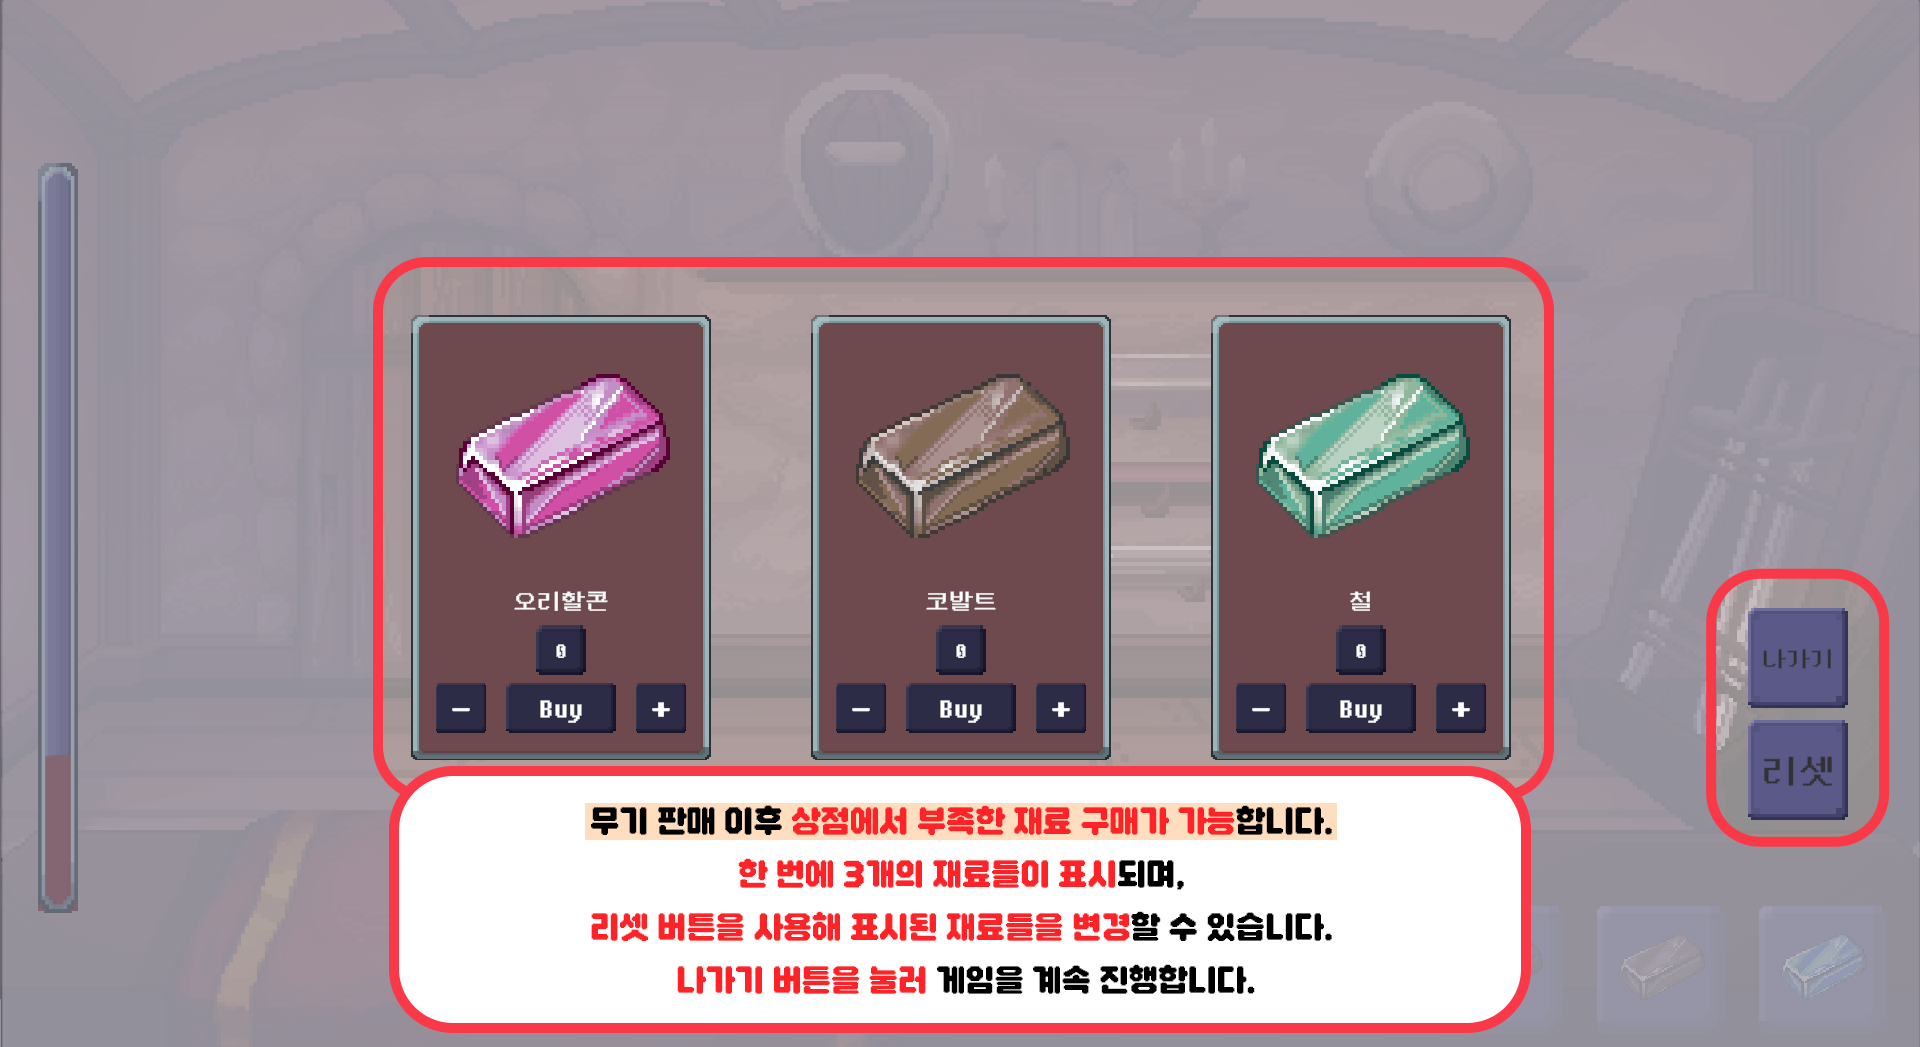 오리할콘
코발트
철
0
0
0
- Buy +
- Buy +
- Buy +
나가기
리셋
무기 판매 이후 상점에서 부족한 재료 구매가 가능합니다.
한 번에 3개의 재료들이 표시되며,
리셋 버튼을 사용해 표시된 재료들을 변경할 수 있습니다.
나가기 버튼을 눌러 게임을 계속 진행합니다.